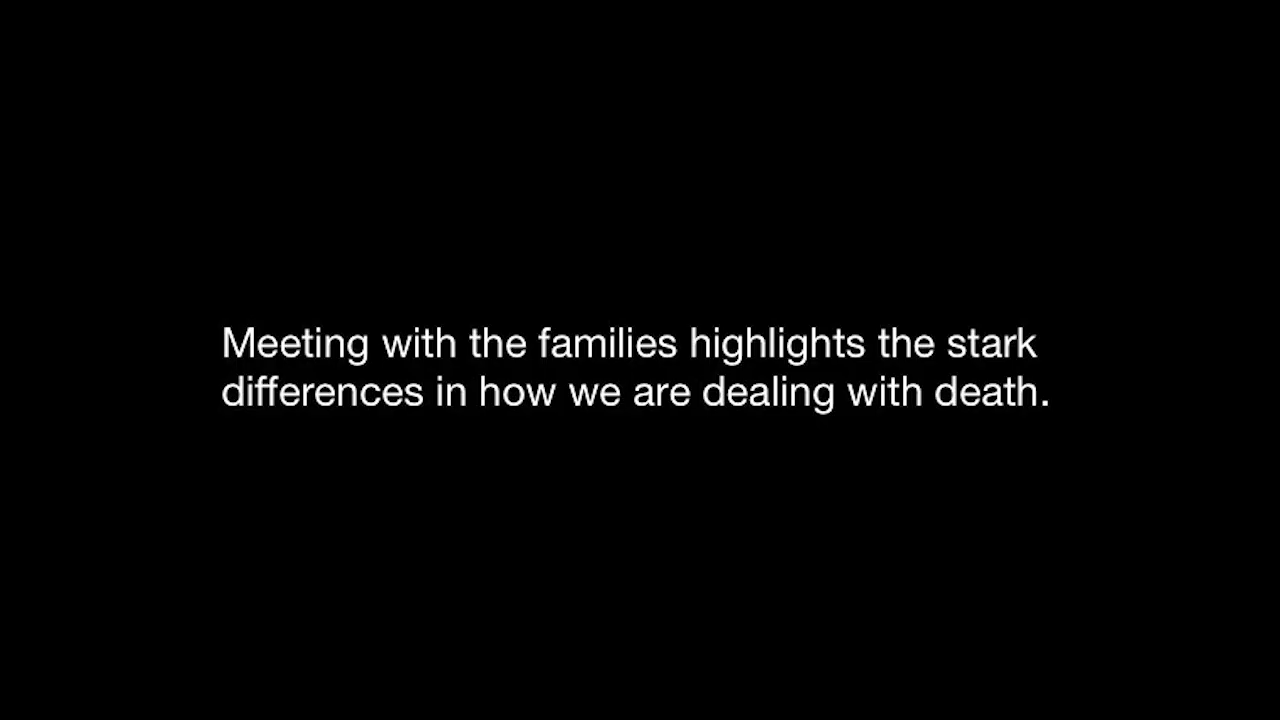 Meeting with the families highlights the stark
differences in how we are dealing with death.